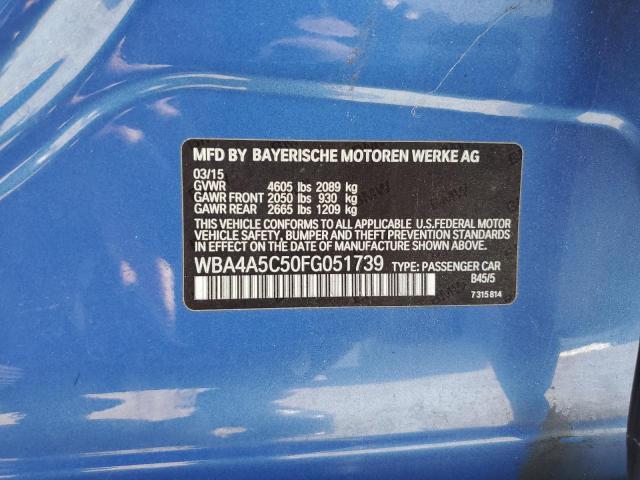 MFD BY BAYERISCHE MOTOREN WERKE AG
03/15
GVWR 4605 lbs 2089 kg
GAWR FRONT 2050 lbs 930 kg
GAWR REAR 2665 lbs 1209 kg
THIS VEHICLE CONFORMS TO ALL APPLICABLE U.S.FEDERAL MOTOR
VEHICLE SAFETY, BUMPER AND THEFT PREVENTION STANDARDS
IN EFFECT ON THE DATE OF MANUFACTURE SHOWN ABOVE.
WBA4A5C50FG051739 TYPE: PASSENGER CAR
B45/5
7 315 814